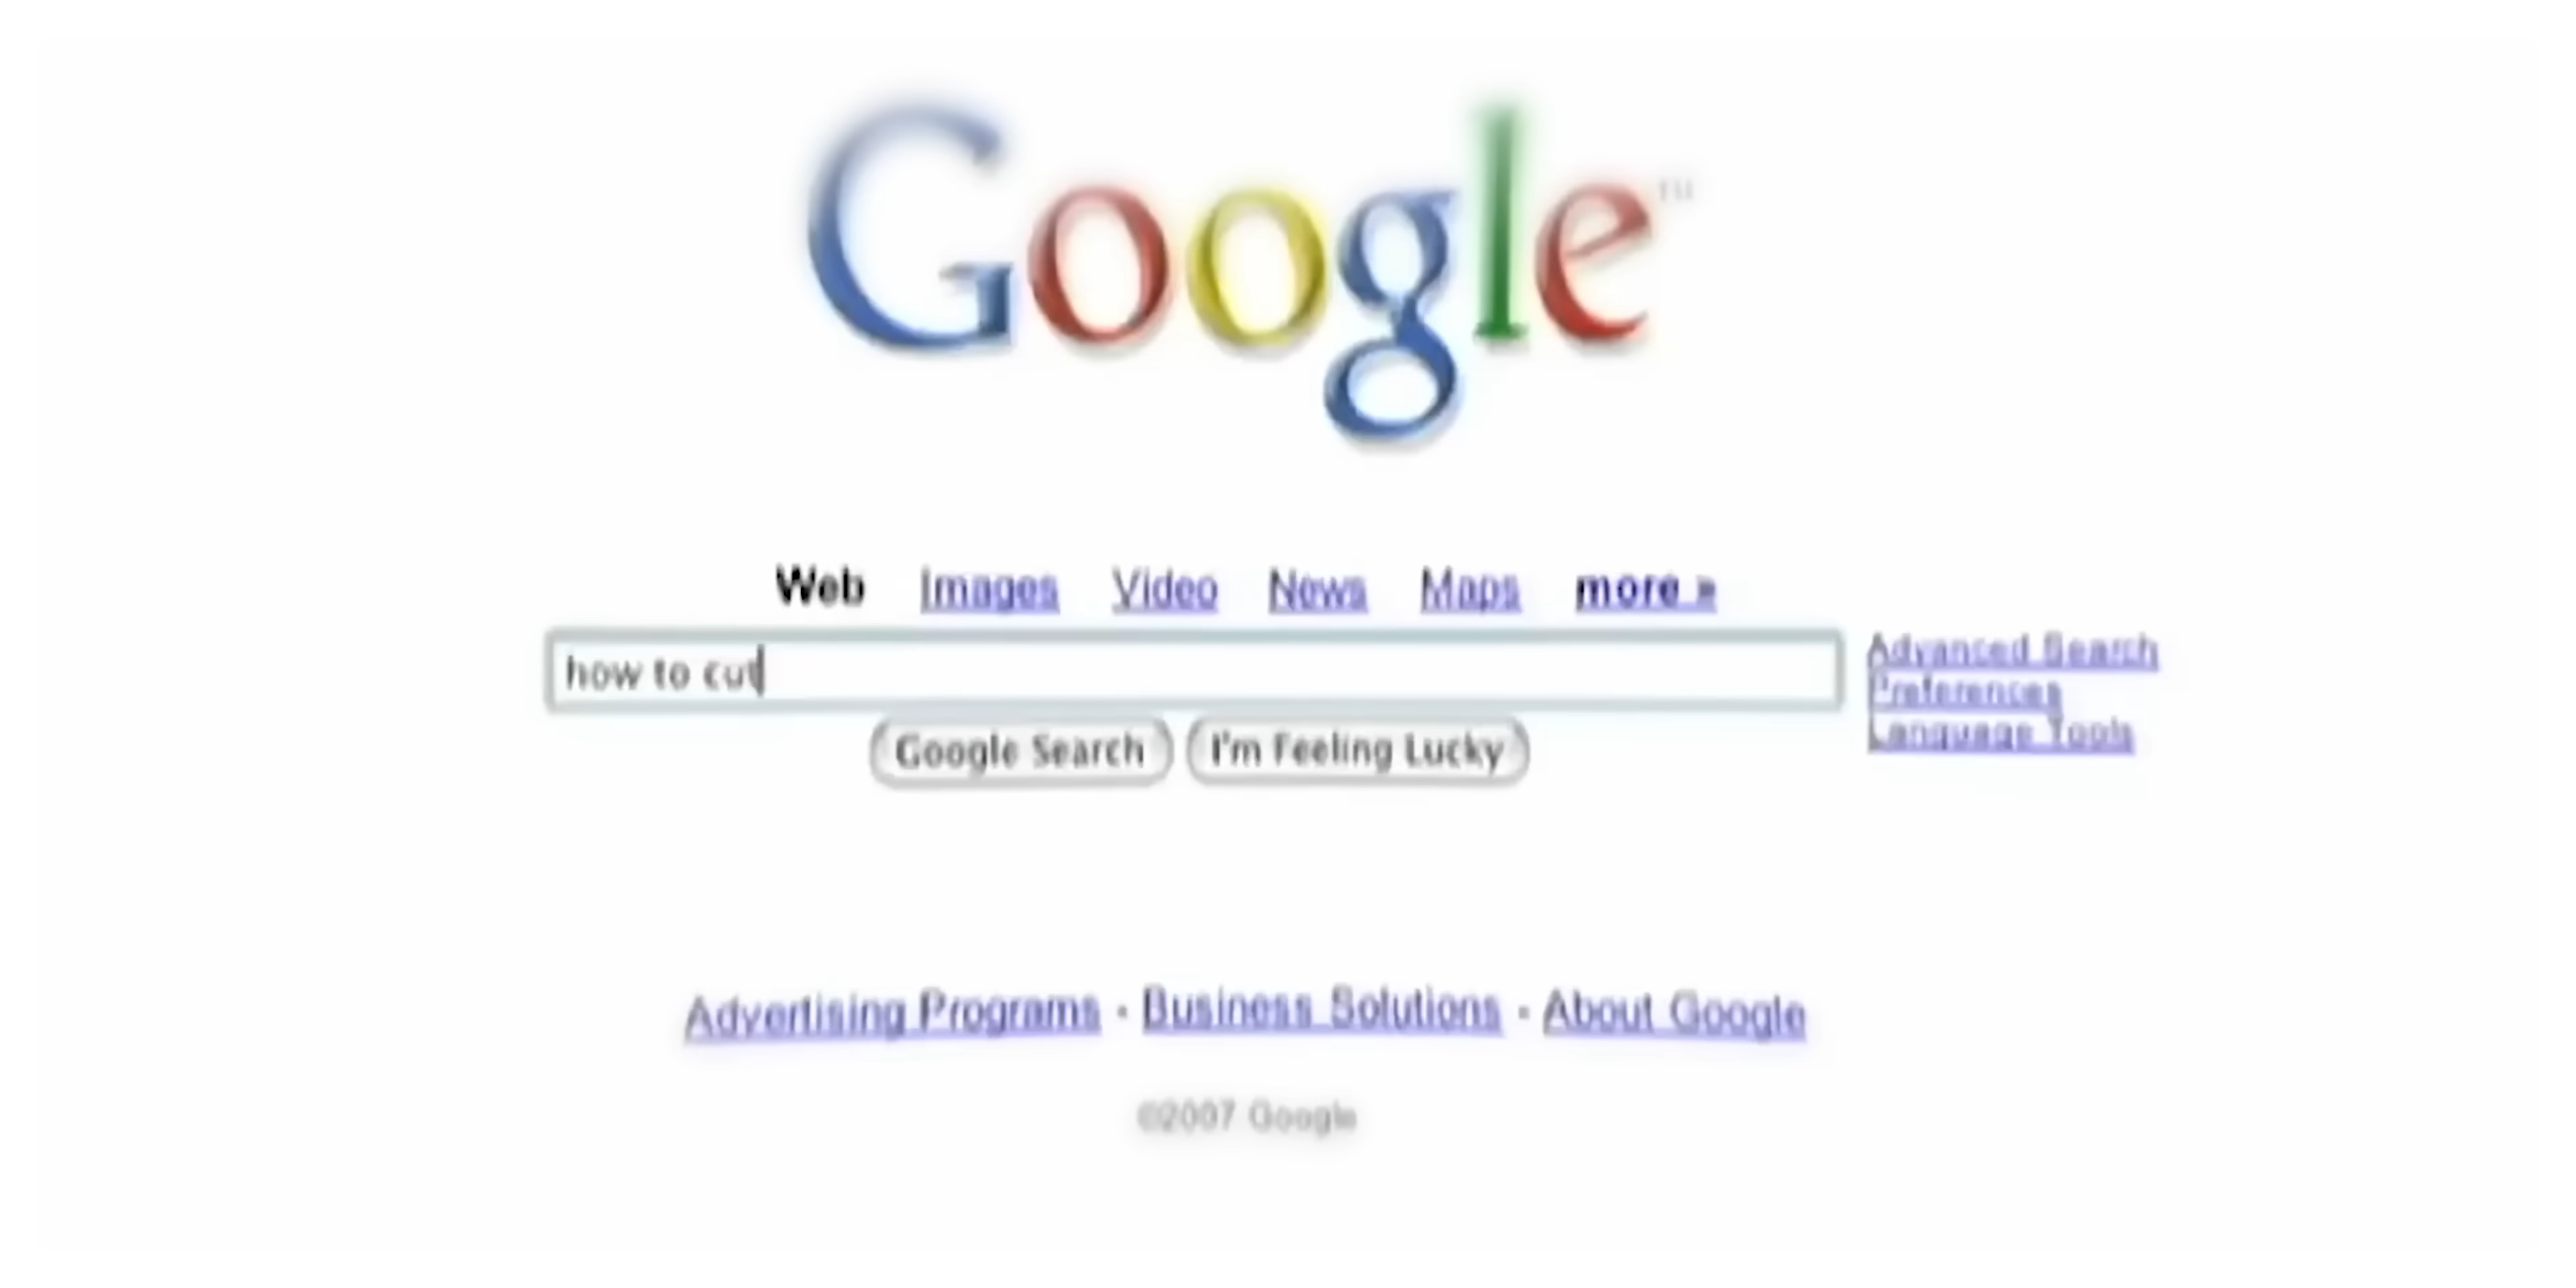 Google™
Web Images Video News Maps more »
how to cut
Advanced Search
Preferences
Language Tools
Google Search I'm Feeling Lucky
Advertising Programs - Business Solutions - About Google
©2007 Google